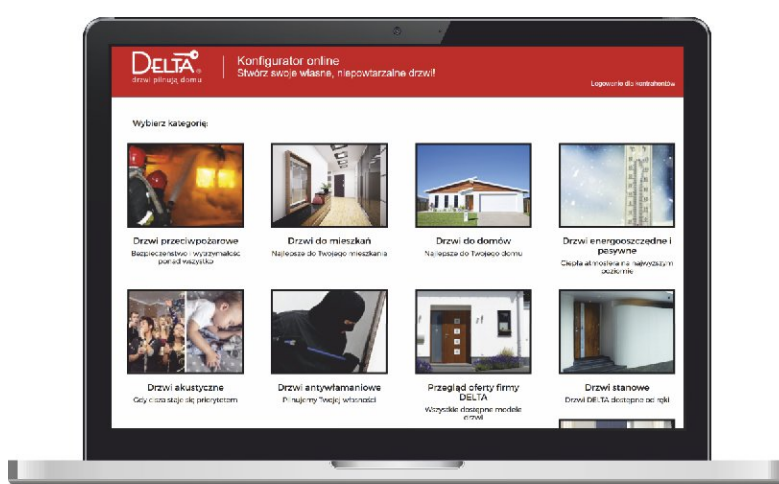 DELTA®
drzwi pilnują domu
Konfigurator online
Stwórz swoje własne, niepowtarzalne drzwi!
Logowanie dla kontrahentów
Wybierz kategorię:
Drzwi przeciwpożarowe
Bezpieczeństwo i wytrzymałość
ponad wszystko
Drzwi do mieszkań
Najlepsze do Twojego mieszkania
Drzwi do domów
Najlepsze do Twojego domu
Drzwi energooszczędne i
pasywne
Ciepła atmosfera na najwyższym
poziomie
Drzwi akustyczne
Gdy cisza staje się priorytetem
Drzwi antywłamaniowe
Pilnujemy Twojej własności
Przegląd oferty firmy
DELTA
Wszystkie dostępne modele
drzwi
Drzwi stanowe
Drzwi DELTA dostępne od ręki